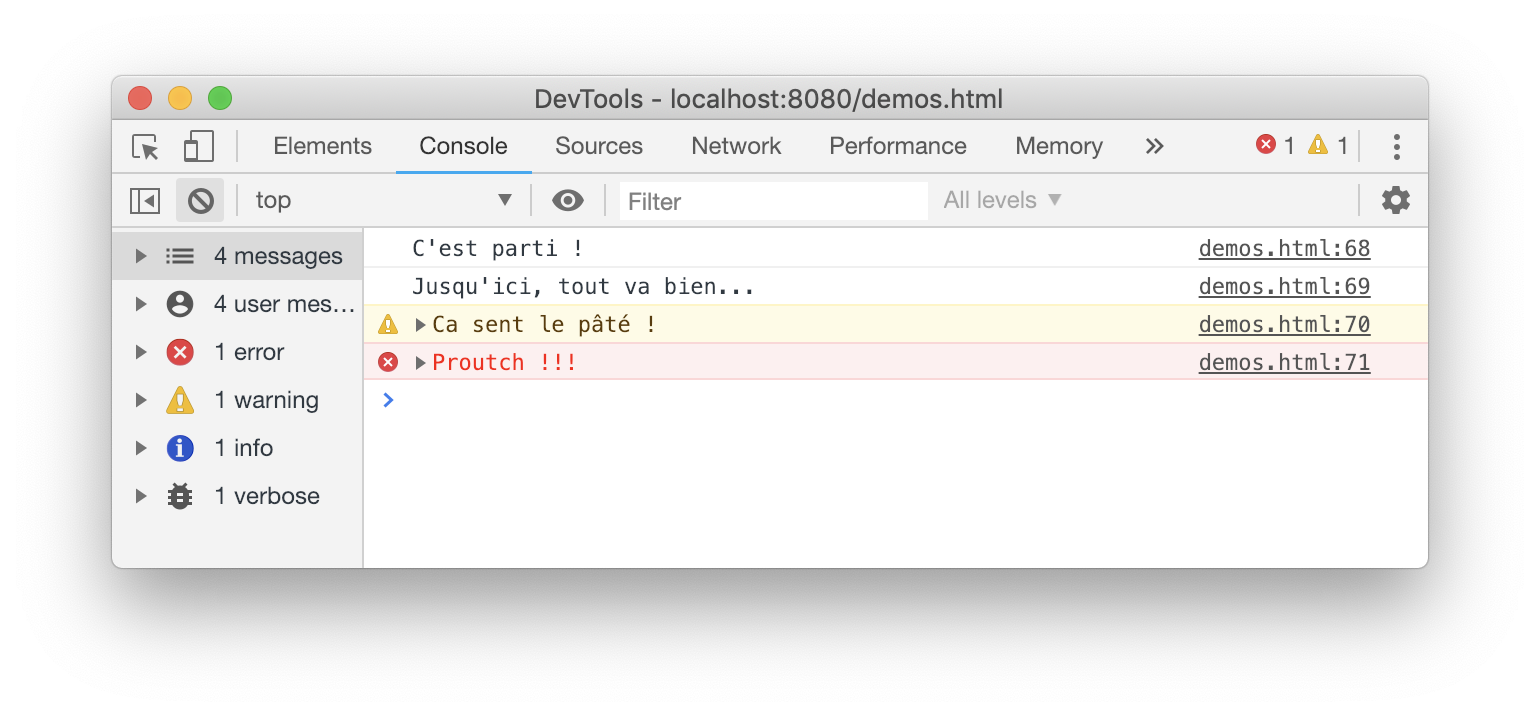 DevTools - localhost:8080/demos.html
Elements Console Sources Network Performance Memory » 1 1
top Filter All levels
4 messages
4 user mes…
1 error
1 warning
1 info
1 verbose
C'est parti ! demos.html:68
Jusqu'ici, tout va bien... demos.html:69
Ca sent le pâté ! demos.html:70
Proutch !!! demos.html:71
>